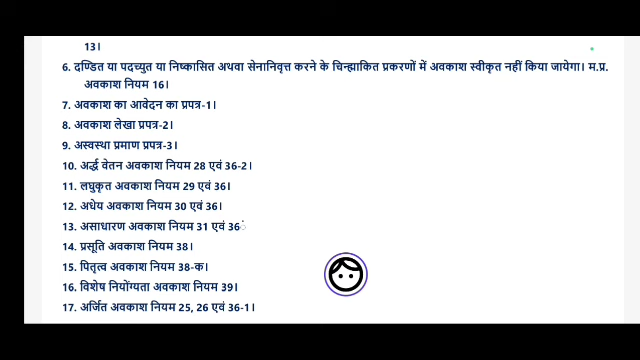 13।
6. दण्डित या पदच्युत या निष्कासित अथवा सेनानिवृत्त करने के चिन्हाकित प्रकरणों में अवकाश स्वीकृत नहीं किया जायेगा। म.प्र.
अवकाश नियम 16।
7. अवकाश का आवेदन का प्रपत्र-1।
8. अवकाश लेखा प्रपत्र-2।
9. अस्वस्था प्रमाण प्रपत्र-3।
10. अर्द्ध वेतन अवकाश नियम 28 एवं 36-2।
11. लघुकृत अवकाश नियम 29 एवं 36।
12. अधेय अवकाश नियम 30 एवं 36।
13. असाधारण अवकाश नियम 31 एवं 36ं
14. प्रसूति अवकाश नियम 38।
15. पितृत्व अवकाश नियम 38-क।
16. विशेष नियोंग्यता अवकाश नियम 39।
17. अर्जित अवकाश नियम 25, 26 एवं 36-1।